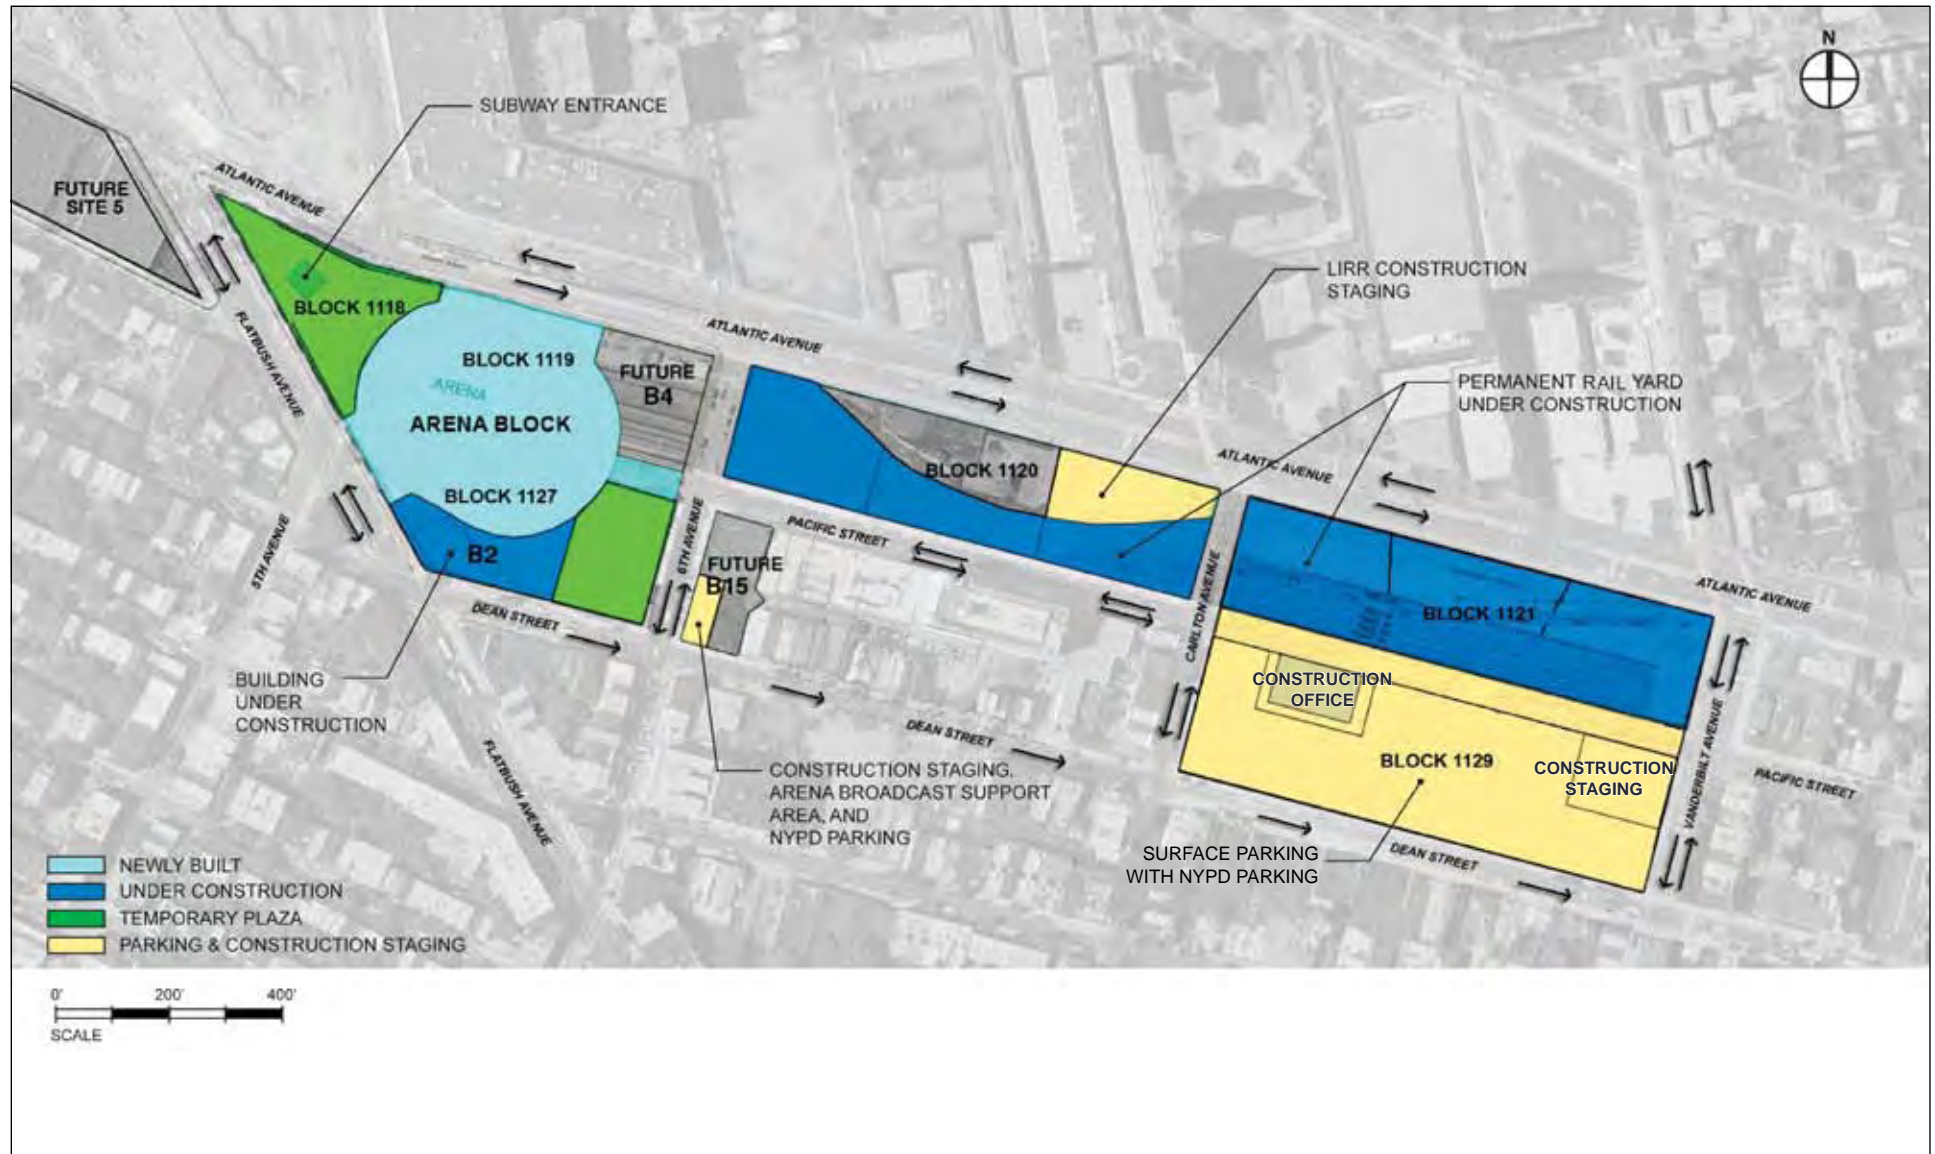 N
SUBWAY ENTRANCE
FUTURE
SITE 5
ATLANTIC AVENUE
BLOCK 1118
FLATBUSH AVENUE
BLOCK 1119
ARENA
ARENA BLOCK
BLOCK 1127
FUTURE
B4
ATLANTIC AVENUE
LIRR CONSTRUCTION
STAGING
PERMANENT RAIL YARD
UNDER CONSTRUCTION
BLOCK 1120
ATLANTIC AVENUE
PACIFIC STREET
6TH AVENUE
5TH AVENUE
B2
FUTURE
B15
DEAN STREET
CARLTON AVENUE
BLOCK 1121
ATLANTIC AVENUE
BUILDING
UNDER
CONSTRUCTION
CONSTRUCTION
OFFICE
DEAN STREET
FLATBUSH AVENUE
CONSTRUCTION STAGING,
ARENA BROADCAST SUPPORT
AREA, AND
NYPD PARKING
BLOCK 1129
CONSTRUCTION
STAGING
VANDERBILT AVENUE
PACIFIC STREET
SURFACE PARKING
WITH NYPD PARKING
DEAN STREET
NEWLY BUILT
UNDER CONSTRUCTION
TEMPORARY PLAZA
PARKING & CONSTRUCTION STAGING
0' 200' 400'
SCALE